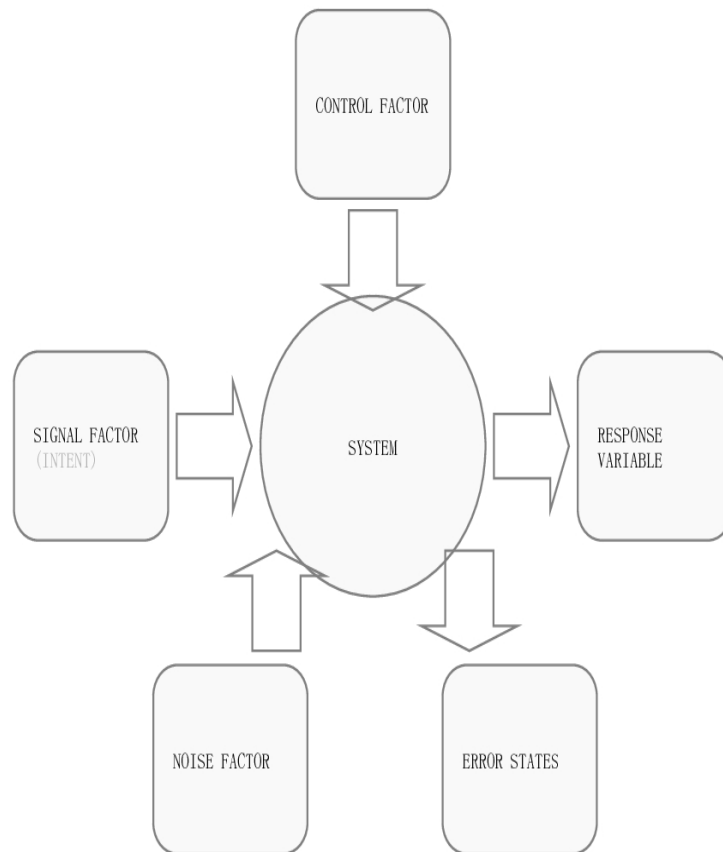 CONTROL FACTOR
SIGNAL FACTOR
(INTENT)
SYSTEM
RESPONSE
VARIABLE
NOISE FACTOR
ERROR STATES